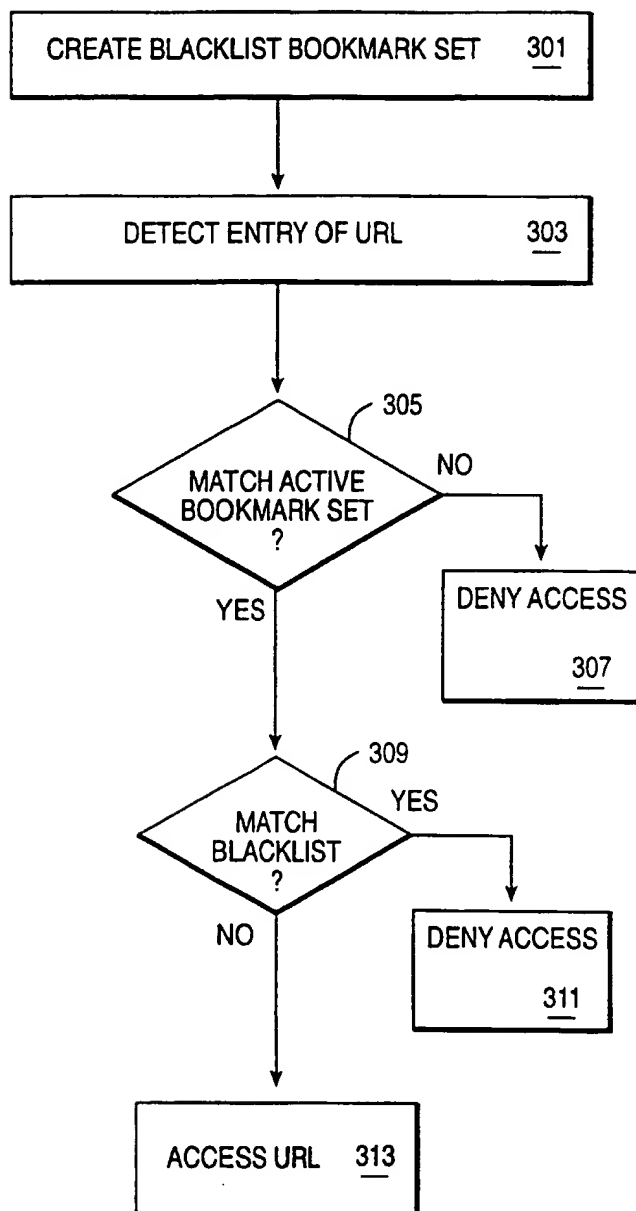 CREATE BLACKLIST BOOKMARK SET 301
DETECT ENTRY OF URL 303
305
MATCH ACTIVE
BOOKMARK SET
?
NO
YES
DENY ACCESS
307
309
MATCH
BLACKLIST
?
YES
NO
DENY ACCESS
311
ACCESS URL 313